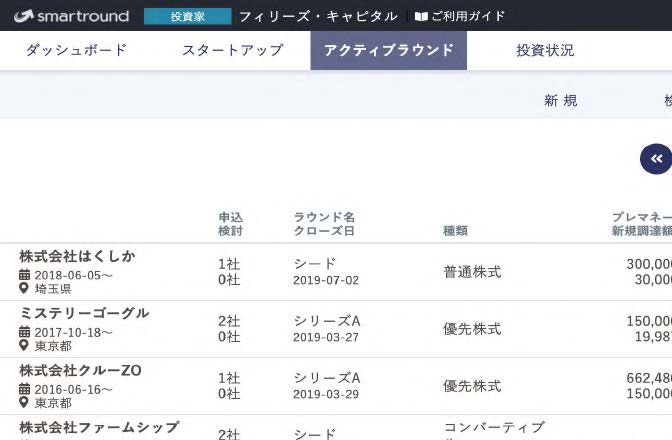 smartround 投資家 フィリーズ・キャピタル ご利用ガイド
ダッシュボード スタートアップ アクティブラウンド 投資状況
新 規
申込 ラウンド名 プレマネー
検討 クローズ日 種類 新規調達額
株式会社はくしか
2018-06-05〜
埼玉県
1社 シード 普通株式 300,00
0社 2019-07-02 30,00
ミステリーゴーグル
2017-10-18〜
東京都
2社 シリーズA 優先株式 150,00
0社 2019-03-27 19,98
株式会社クルーZO
2016-06-16〜
東京都
1社 シリーズA 優先株式 662,48
0社 2019-03-29 150,00
株式会社ファームシップ
2社 シード コンバーティブ